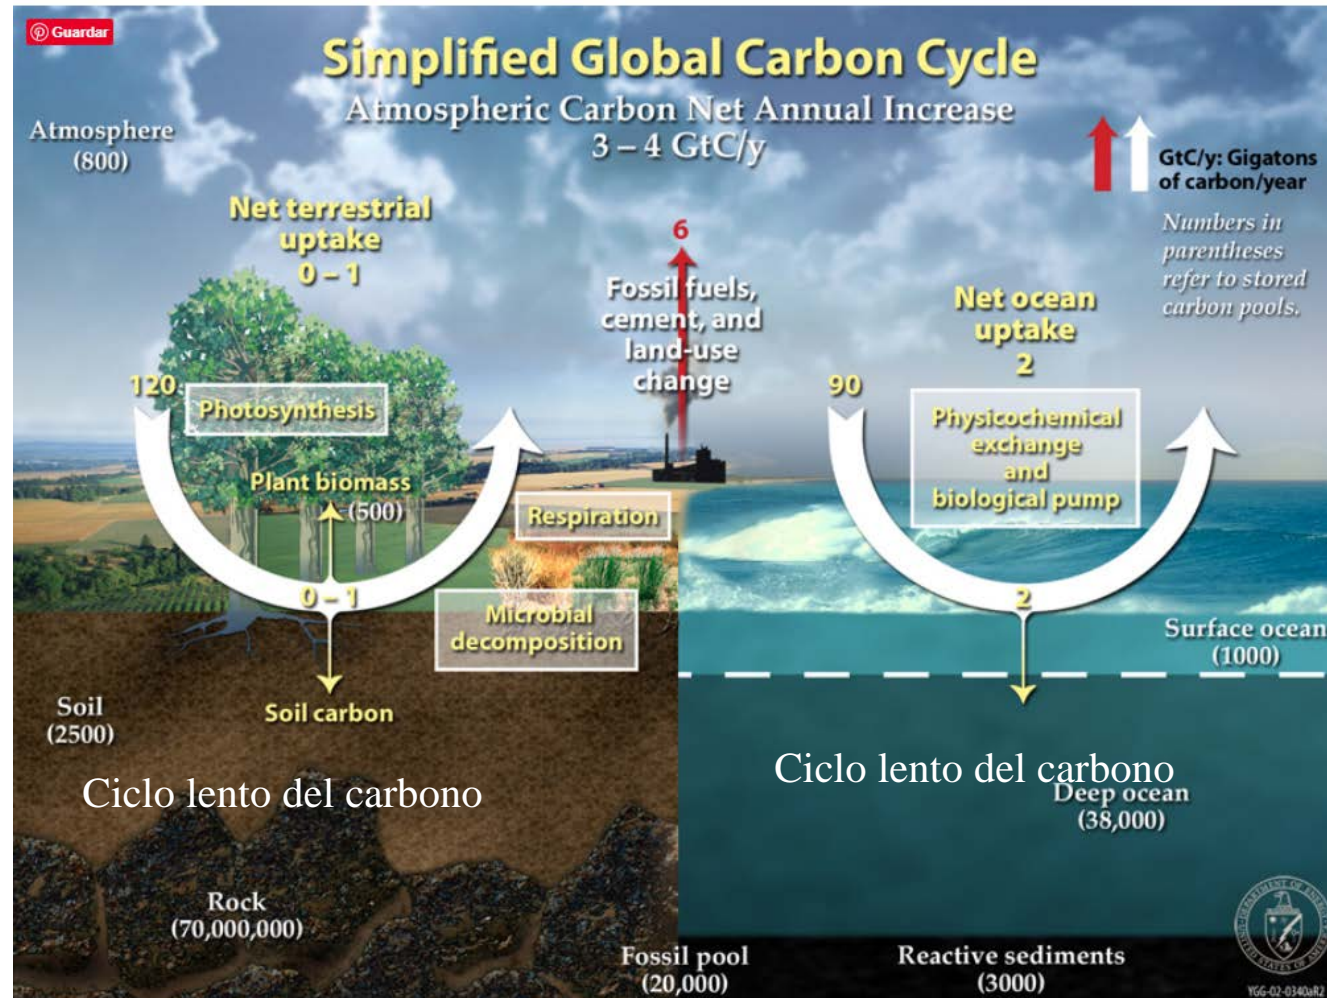 Guardar
Simplified Global Carbon Cycle
Atmospheric Carbon Net Annual Increase
3 – 4 GtC/y
Atmosphere
(800)
GtC/y: Gigatons
of carbon/year
Numbers in
parentheses
refer to stored
carbon pools.
Net terrestrial
uptake
0 – 1
6
Fossil fuels,
cement, and
land-use
change
Net ocean
uptake
2
120
Photosynthesis
90
Physicochemical
exchange
and
biological pump
Plant biomass
(500)
Respiration
0 – 1
Microbial
decomposition
2
Surface ocean
(1000)
Soil
(2500)
Soil carbon
Ciclo lento del carbono
Ciclo lento del carbono
Deep ocean
(38,000)
Rock
(70,000,000)
Fossil pool
(20,000)
Reactive sediments
(3000)
YGG-02-0340aR2